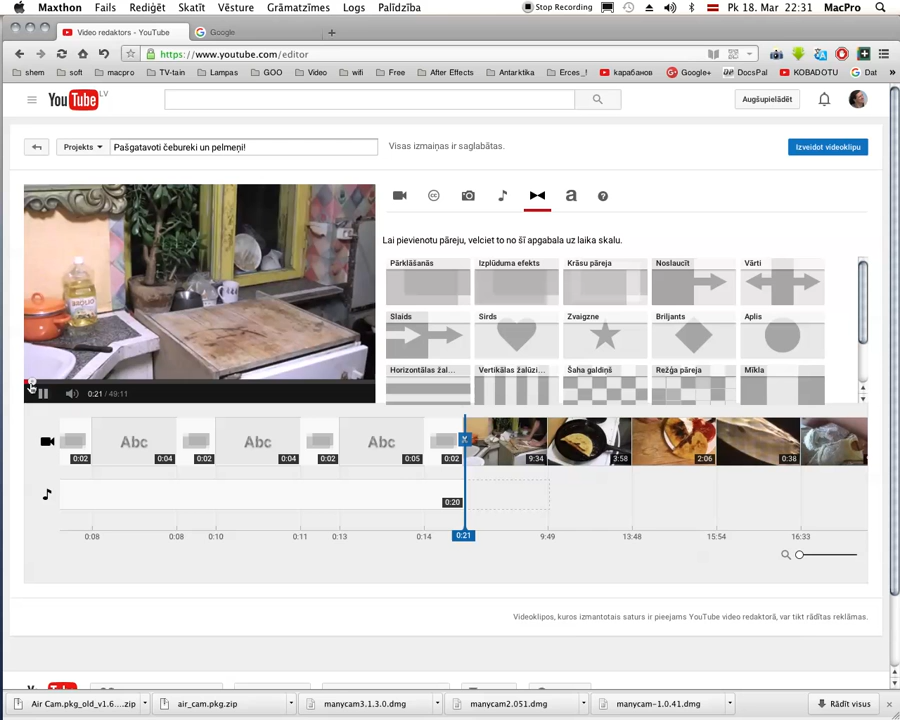 Maxthon Fails Rediģēt Skatīt Vēsture Grāmatzīmes Logs Palīdzība Stop Recording Pk 18. Mar 22:31 MacPro
Video redaktors - YouTube Google
https://www.youtube.com/editor
shem soft macpro TV-tain Lampas GOO Video wifi Free After Effects Antarktika Erces_! карабанов Google+ DocsPal KOBADOTU Dat
YouTube LV Augšupielādēt
Projekts Pašgatavoti čebureki un pelmeņi! Visas izmaiņas ir saglabātas. Izveidot videoklipu
Lai pievienotu pāreju, velciet to no šī apgabala uz laika skalu.
Pārklāšanās Izplūduma efekts Krāsu pāreja Noslaucīt Vārti
Slaids Sirds Zvaigzne Briljants Aplis
Horizontālas žal... Vertikālas žalūzi... Šaha galdiņš Režģa pāreja Mīkla
0:21 / 49:11
Abc Abc Abc
0:02 0:04 0:02 0:04 0:02 0:05 0:02 9:34 3:58 2:06 0:38
0:20
0:08 0:08 0:10 0:13 0:14 0:21 9:49 13:48 15:54 16:33
Videoklipos, kuros izmantotais saturs ir pieejams YouTube video redaktorā, var tikt rādītas reklāmas.
Air Cam.pkg_old_v1.6....zip air_cam.pkg.zip manycam3.1.3.0.dmg manycam2.051.dmg manycam-1.0.41.dmg Rādīt visus